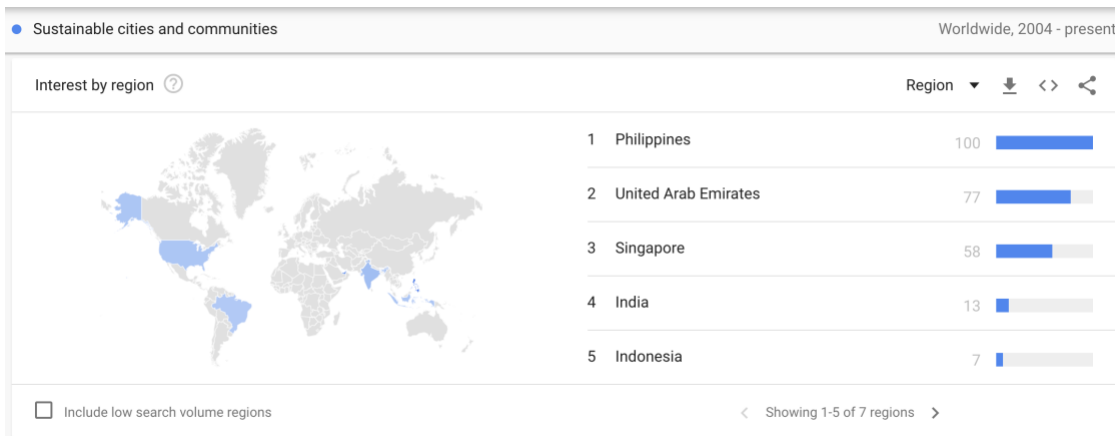 Sustainable cities and communities
Worldwide, 2004 - present
Interest by region ?
Region
1 Philippines 100
2 United Arab Emirates 77
3 Singapore 58
4 India 13
5 Indonesia 7
Include low search volume regions
Showing 1-5 of 7 regions